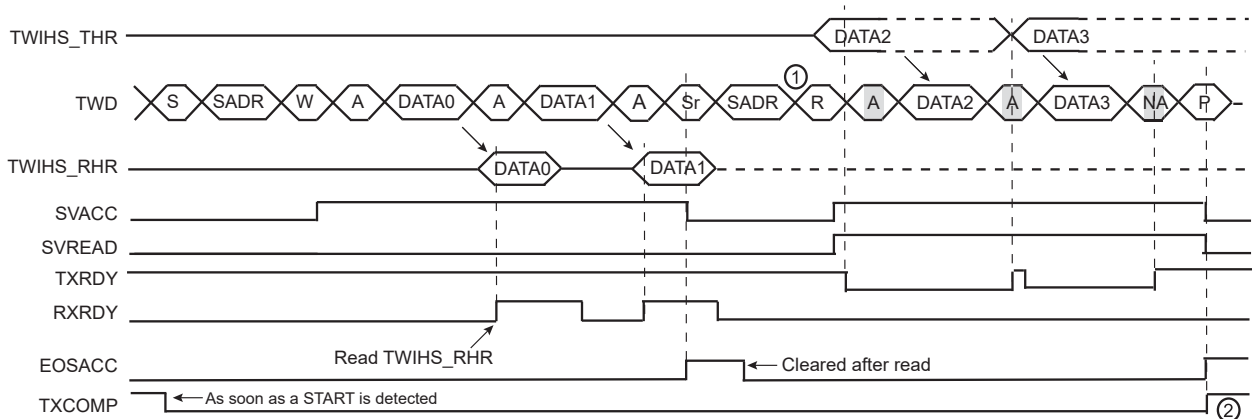 TWIHS_THR DATA2 DATA3
1
TWD S SADR W A DATA0 A DATA1 A Sr SADR R A DATA2 A DATA3 NA P
TWIHS_RHR DATA0 DATA1
SVACC
SVREAD
TXRDY
RXRDY
Read TWIHS_RHR
EOSACC Cleared after read
TXCOMP As soon as a START is detected 2